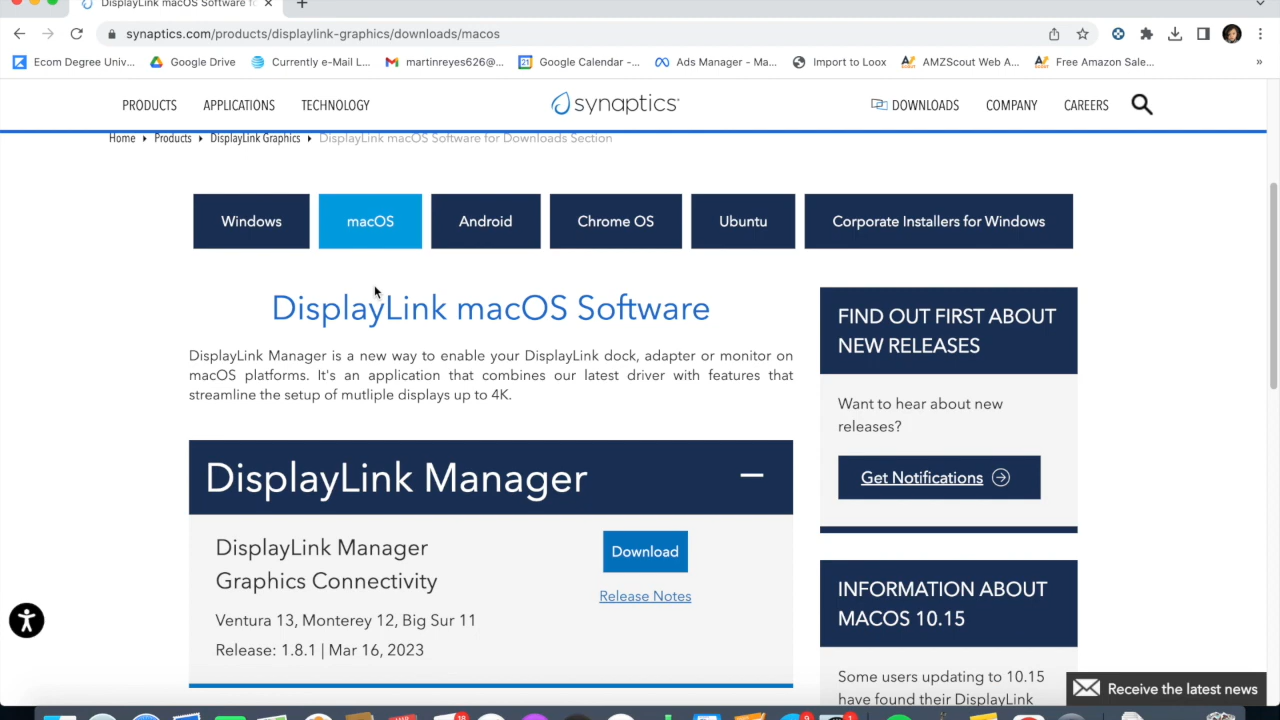 DisplayLink macOS Software fo
synaptics.com/products/displaylink-graphics/downloads/macos
Ecom Degree Univ...
Google Drive
Currently e-Mail L...
martinreyes626@...
Google Calendar -...
Ads Manager - Ma...
Import to Loox
AMZScout Web A...
Free Amazon Sale...
»
PRODUCTS
APPLICATIONS
TECHNOLOGY
synaptics
DOWNLOADS
COMPANY
CAREERS
Home
Products
DisplayLink Graphics
DisplayLink macOS Software for Downloads Section
Windows
macOS
Android
Chrome OS
Ubuntu
Corporate Installers for Windows
DisplayLink macOS Software
DisplayLink Manager is a new way to enable your DisplayLink dock, adapter or monitor on
macOS platforms. It's an application that combines our latest driver with features that
streamline the setup of mutliple displays up to 4K.
DisplayLink Manager
DisplayLink Manager
Graphics Connectivity
Ventura 13, Monterey 12, Big Sur 11
Release: 1.8.1 | Mar 16, 2023
Download
Release Notes
FIND OUT FIRST ABOUT
NEW RELEASES
Want to hear about new
releases?
Get Notifications
INFORMATION ABOUT
MACOS 10.15
Some users updating to 10.15
have found their DisplayLink
Receive the latest news
18
9
1